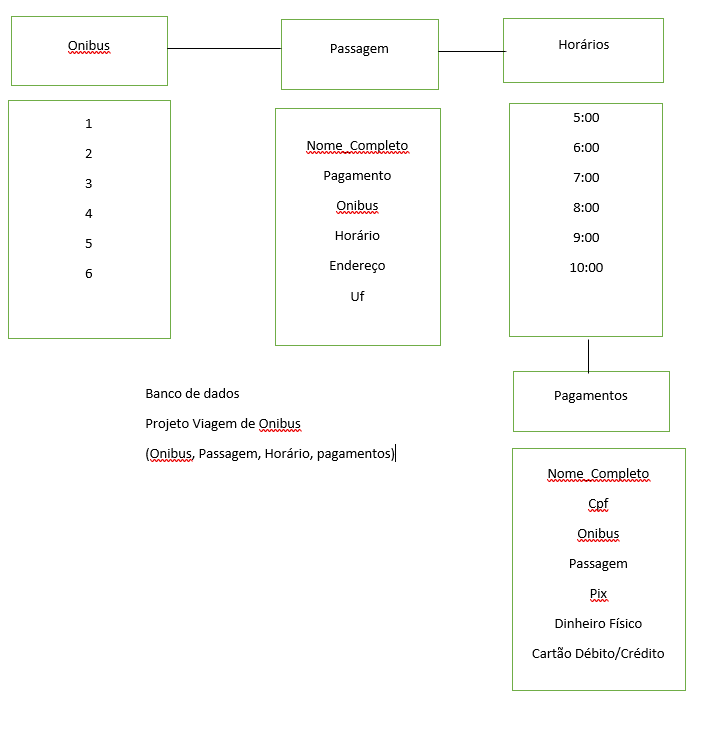 Onibus
Passagem
Horários
1
2
3
4
5
6
Nome_Completo
Pagamento
Onibus
Horário
Endereço
Uf
5:00
6:00
7:00
8:00
9:00
10:00
Banco de dados
Projeto Viagem de Onibus
(Onibus, Passagem, Horário, pagamentos)
Pagamentos
Nome_Completo
Cpf
Onibus
Passagem
Pix
Dinheiro Físico
Cartão Débito/Crédito